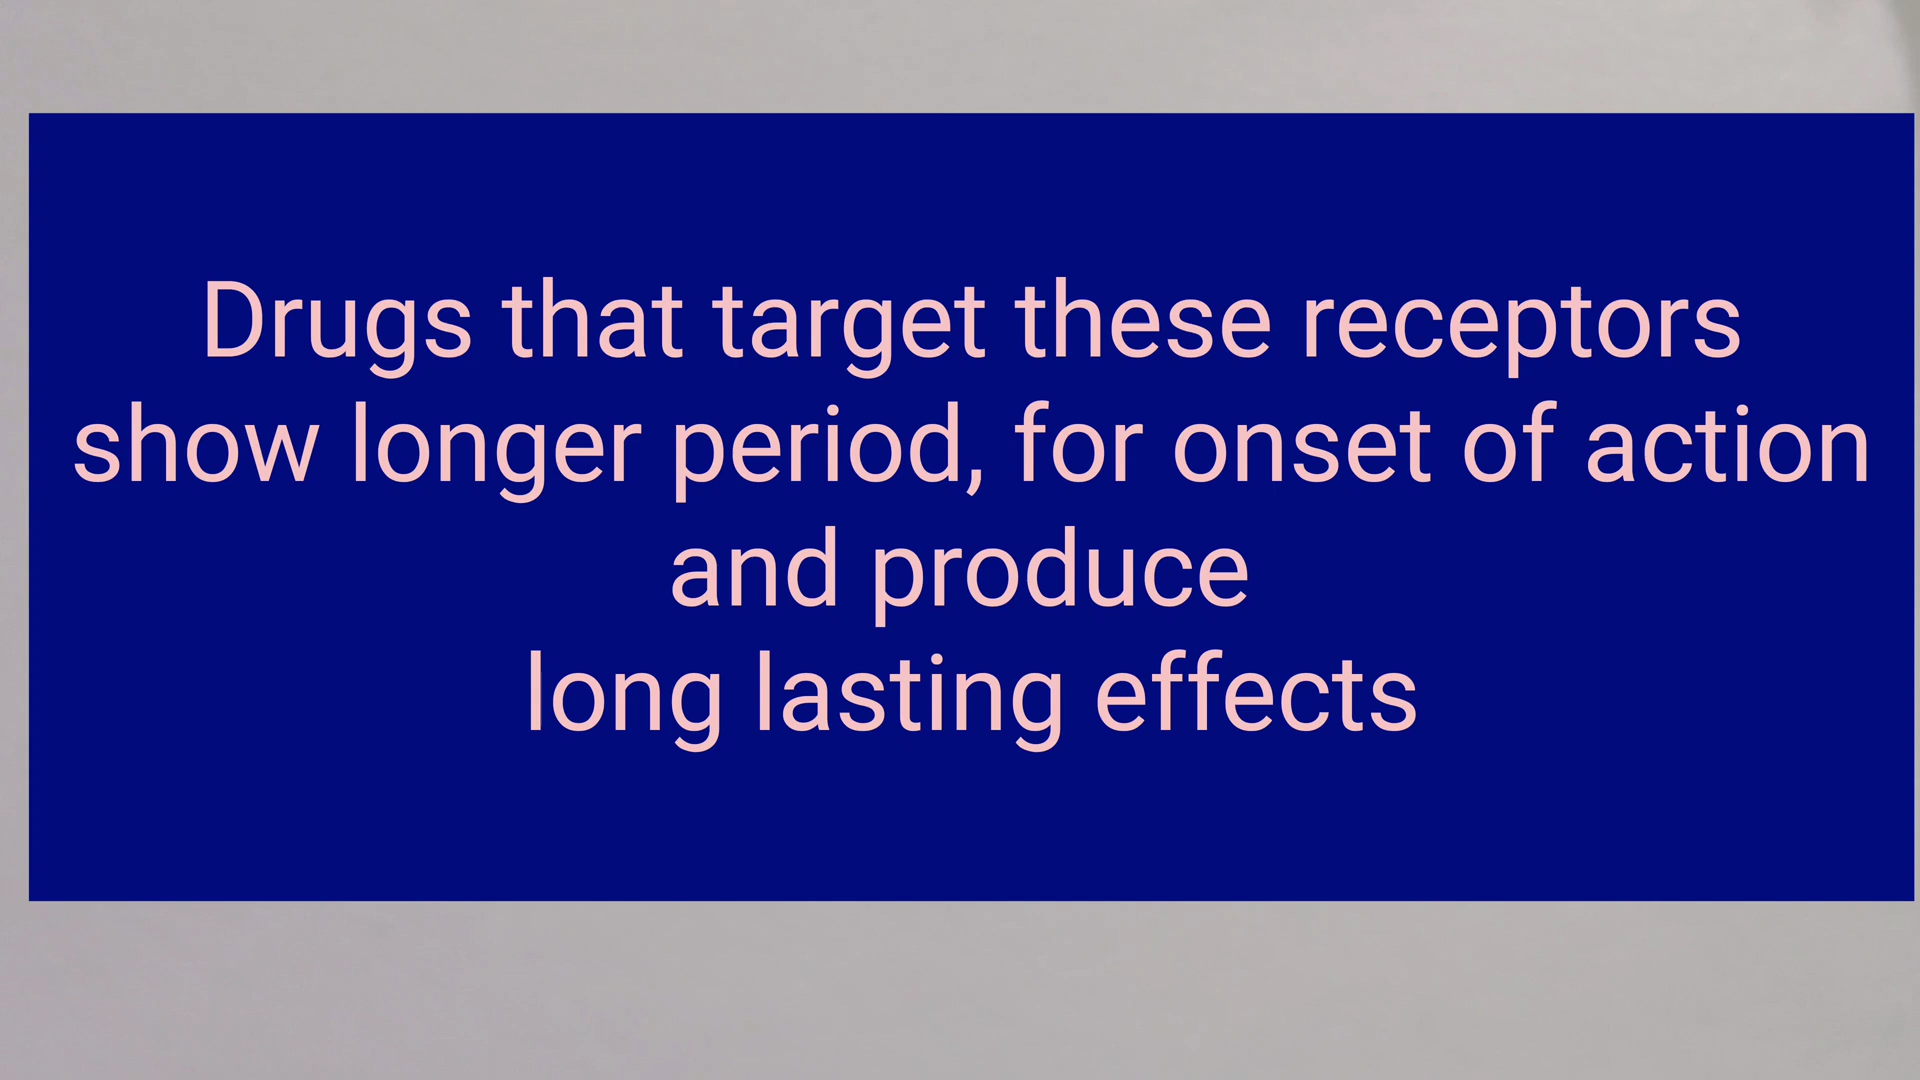 Drugs that target these receptors
show longer period, for onset of action
and produce
long lasting effects